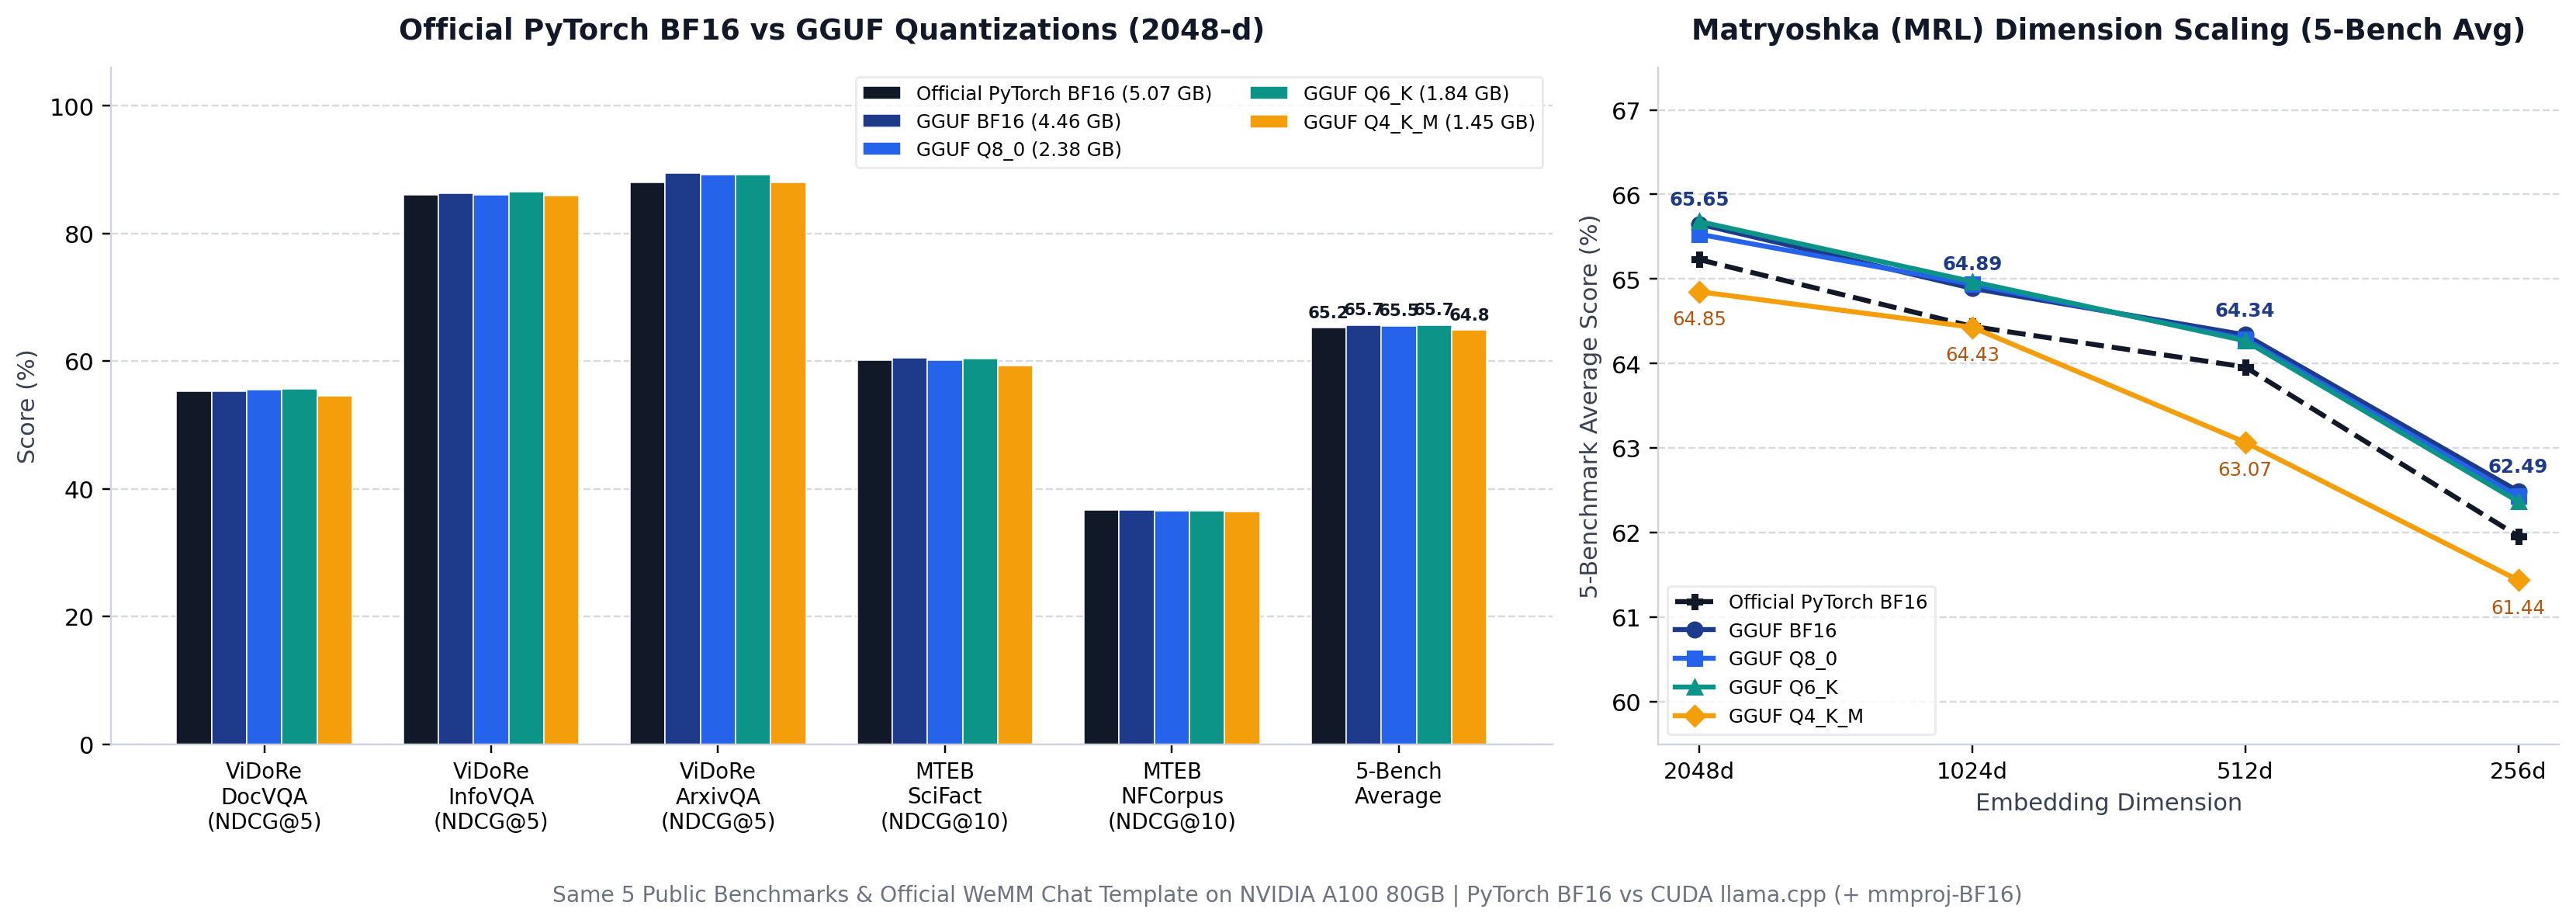 Official PyTorch BF16 vs GGUF Quantizations (2048-d)
Score (%)
100
80
60
40
20
0
Official PyTorch BF16 (5.07 GB)
GGUF BF16 (4.46 GB)
GGUF Q8_0 (2.38 GB)
GGUF Q6_K (1.84 GB)
GGUF Q4_K_M (1.45 GB)
65.2
65.7
65.5
65.7
64.8
ViDoRe
DocVQA
(NDCG@5)
ViDoRe
InfoVQA
(NDCG@5)
ViDoRe
ArxivQA
(NDCG@5)
MTEB
SciFact
(NDCG@10)
MTEB
NFCorpus
(NDCG@10)
5-Bench
Average
Matryoshka (MRL) Dimension Scaling (5-Bench Avg)
5-Benchmark Average Score (%)
67
66
65
64
63
62
61
60
65.65
64.89
64.34
62.49
64.85
64.43
63.07
61.44
Official PyTorch BF16
GGUF BF16
GGUF Q8_0
GGUF Q6_K
GGUF Q4_K_M
2048d
1024d
512d
256d
Embedding Dimension
Same 5 Public Benchmarks & Official WeMM Chat Template on NVIDIA A100 80GB | PyTorch BF16 vs CUDA llama.cpp (+ mmproj-BF16)